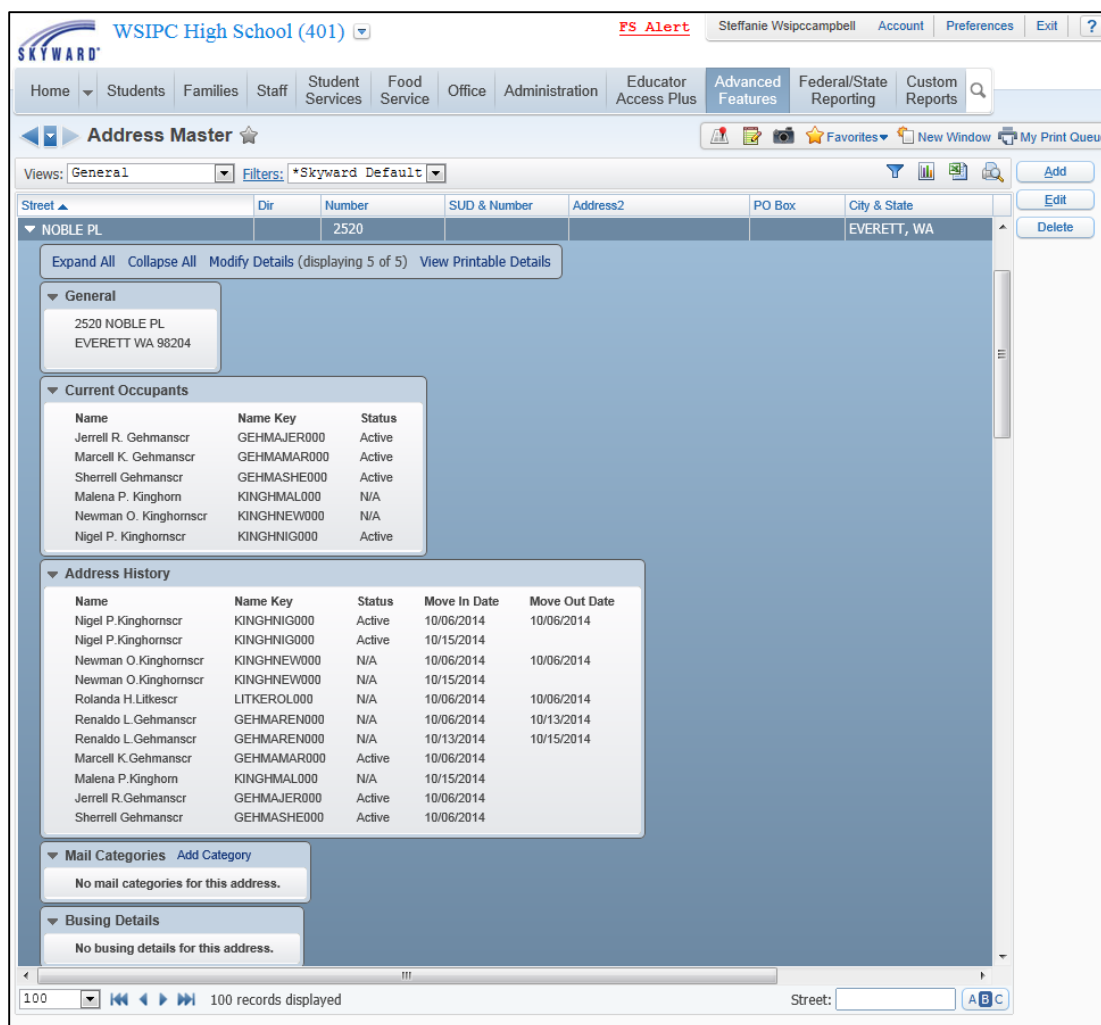 WSIPC High School (401)
FS Alert
Steffanie Wsipccampbell Account Preferences Exit ?
SKYWARD®
Home Students Families Staff Student Services Food Service Office Administration Educator Access Plus Advanced Features Federal/State Reporting Custom Reports
Address Master
Favorites New Window My Print Queu
Views: General Filters: *Skyward Default
Add
Edit
Delete
Street Dir Number SUD & Number Address2 PO Box City & State
NOBLE PL 2520 EVERETT, WA
Expand All Collapse All Modify Details (displaying 5 of 5) View Printable Details
General
2520 NOBLE PL
EVERETT WA 98204
Current Occupants
Name Name Key Status
Jerrell R. Gehmanscr GEHMAJER000 Active
Marcell K. Gehmanscr GEHMAMAR000 Active
Sherrell Gehmanscr GEHMASHE000 Active
Malena P. Kinghorn KINGHMAL000 N/A
Newman O. Kinghornscr KINGHNEW000 N/A
Nigel P. Kinghornscr KINGHNIG000 Active
Address History
Name Name Key Status Move In Date Move Out Date
Nigel P.Kinghornscr KINGHNIG000 Active 10/06/2014 10/06/2014
Nigel P.Kinghornscr KINGHNIG000 Active 10/15/2014
Newman O.Kinghornscr KINGHNEW000 N/A 10/06/2014 10/06/2014
Newman O.Kinghornscr KINGHNEW000 N/A 10/15/2014
Rolanda H.Litkescr LITKEROL000 N/A 10/06/2014 10/06/2014
Renaldo L.Gehmanscr GEHMAREN000 N/A 10/06/2014 10/13/2014
Renaldo L.Gehmanscr GEHMAREN000 N/A 10/13/2014 10/15/2014
Marcell K.Gehmanscr GEHMAMAR000 Active 10/06/2014
Malena P.Kinghorn KINGHMAL000 N/A 10/15/2014
Jerrell R.Gehmanscr GEHMAJER000 Active 10/06/2014
Sherrell Gehmanscr GEHMASHE000 Active 10/06/2014
Mail Categories Add Category
No mail categories for this address.
Busing Details
No busing details for this address.
100 100 records displayed Street: A B C